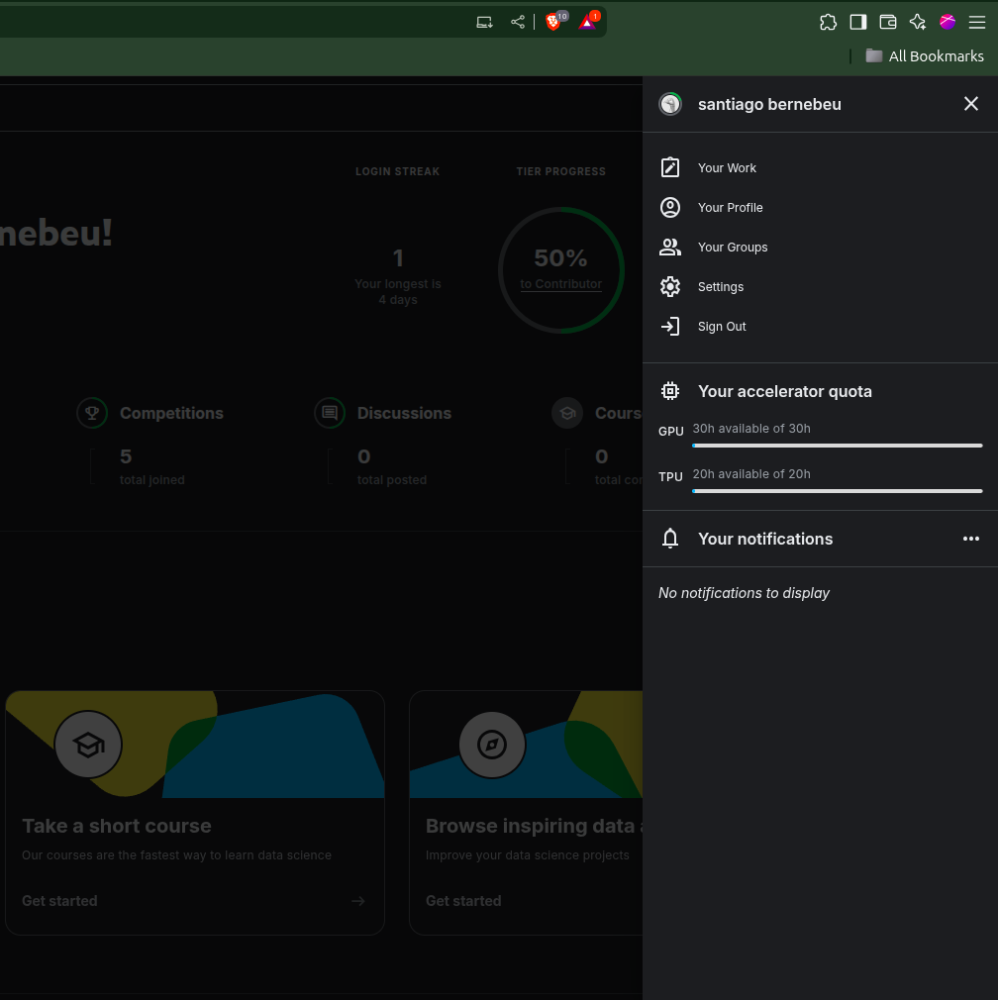 10
1
All Bookmarks
santiago bernebeu
Your Work
Your Profile
Your Groups
Settings
Sign Out
Your accelerator quota
GPU
30h available of 30h
TPU
20h available of 20h
Your notifications
No notifications to display
LOGIN STREAK
TIER PROGRESS
nebeu!
1
Your longest is
4 days
50%
to Contributor
Competitions
5
total joined
Discussions
0
total posted
Cours
0
total con
Take a short course
Our courses are the fastest way to learn data science
Get started
Browse inspiring data
Improve your data science projects
Get started